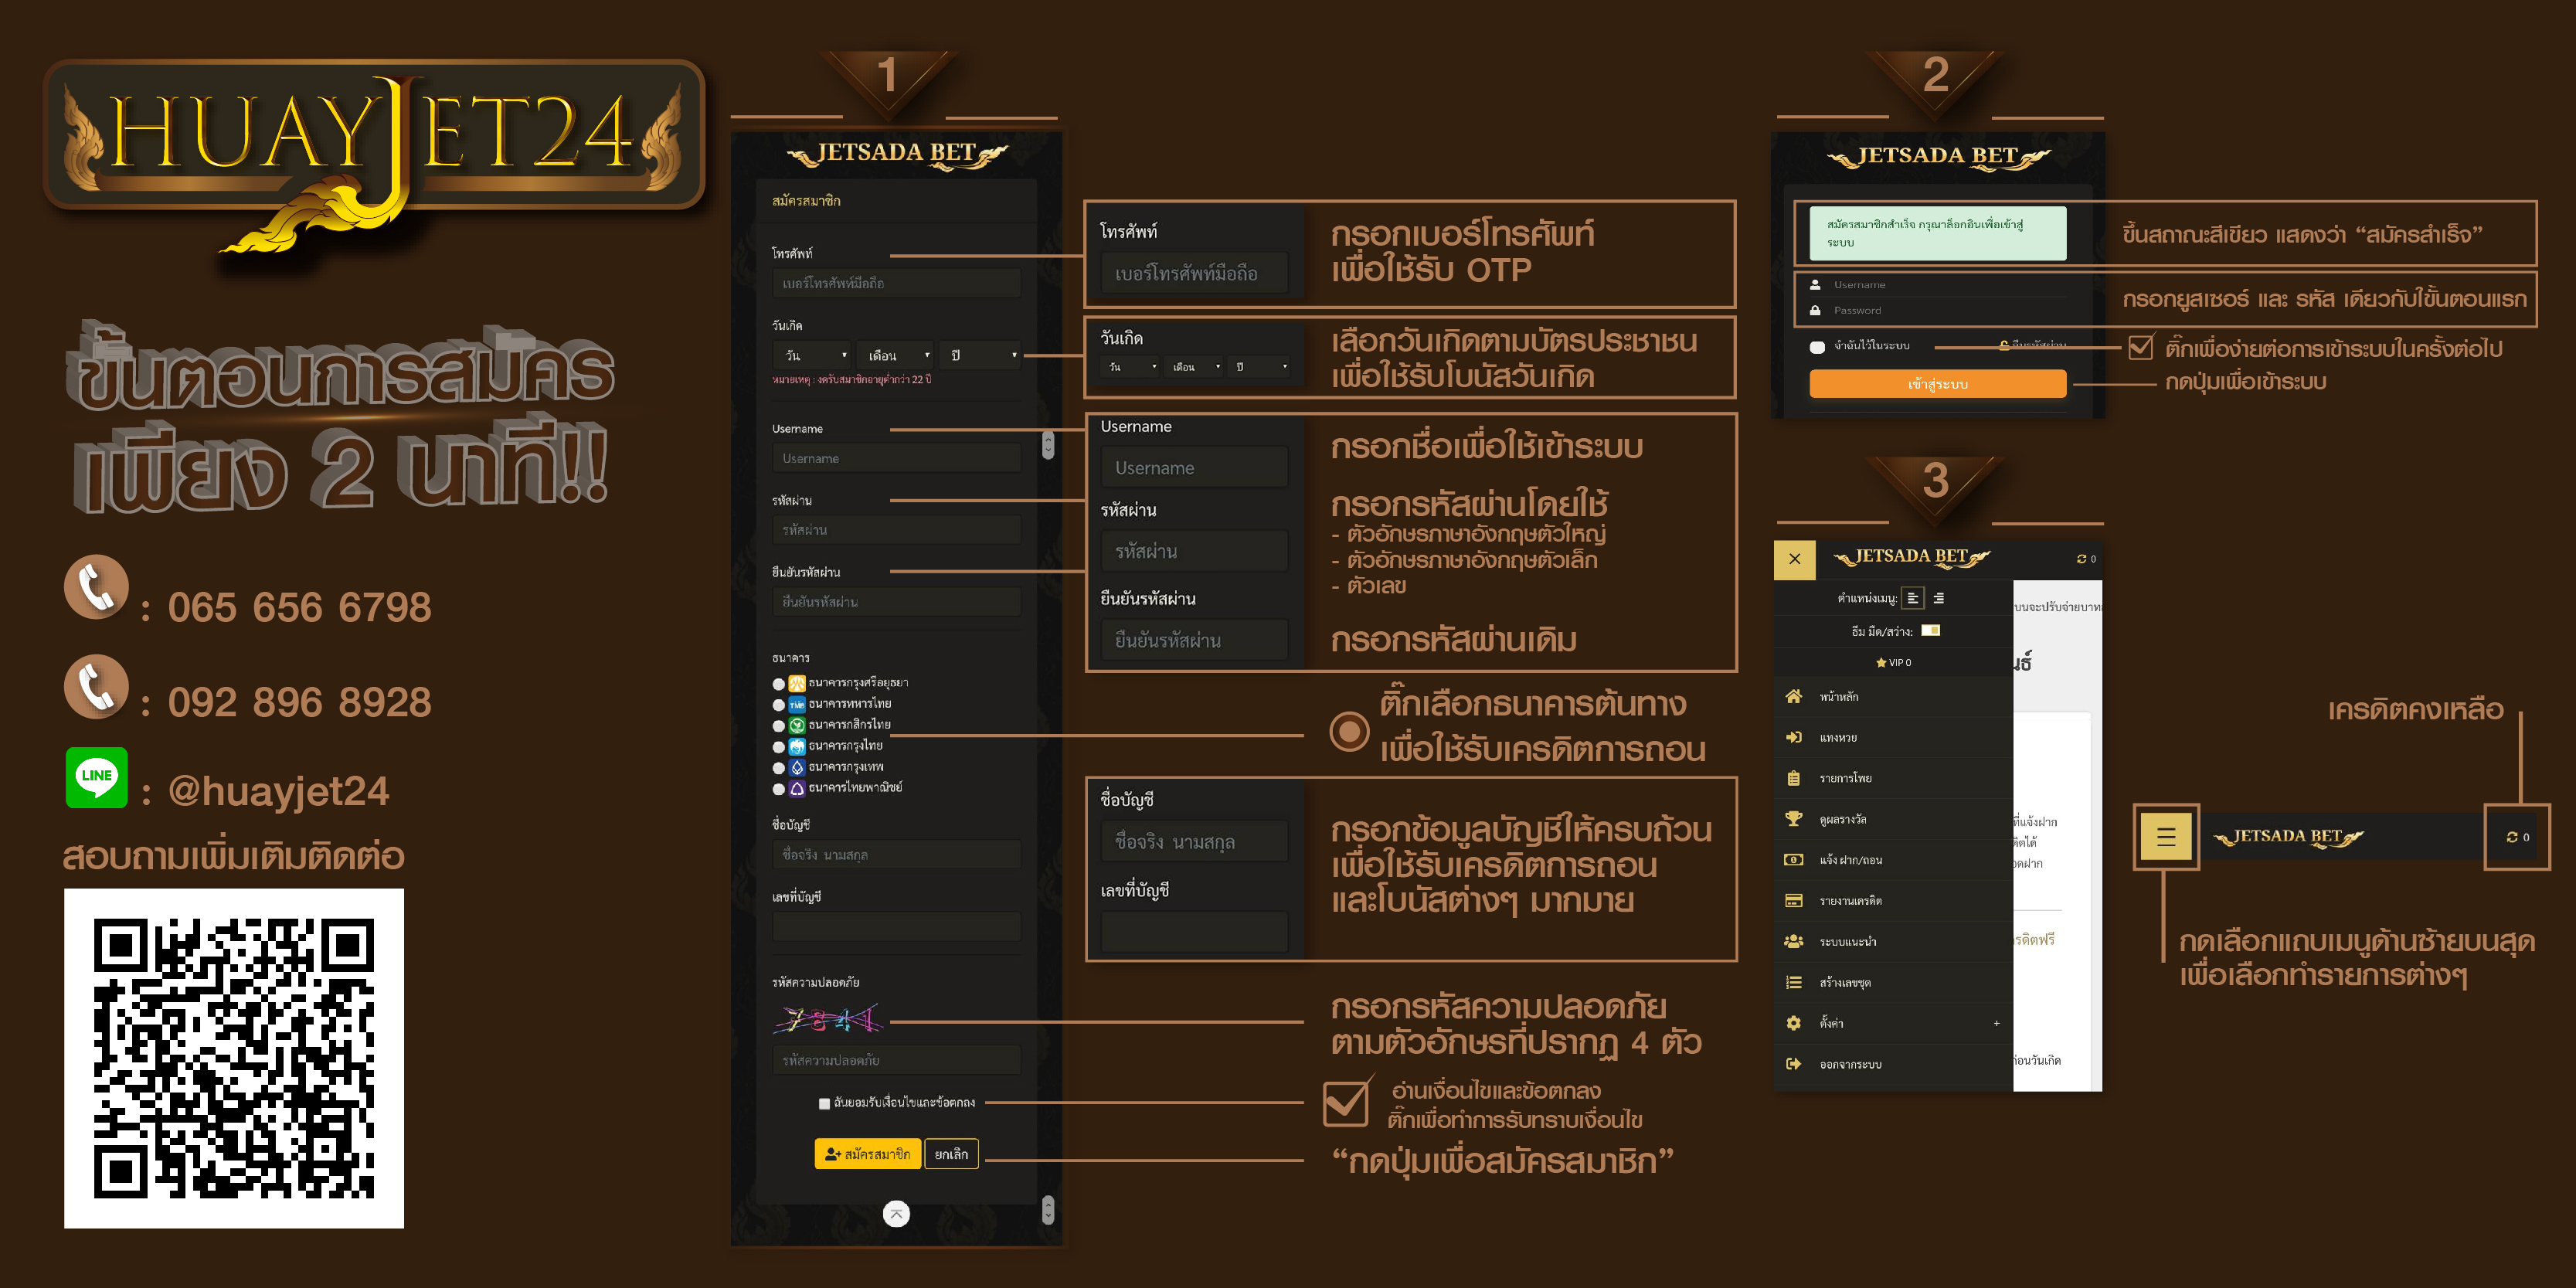 HUAYJET24
ขั้นตอนการสมัคร
เพียง 2 นาที!!
: 065 656 6798
: 092 896 8928
LINE : @huayjet24
สอบถามเพิ่มเติมติดต่อ
1
JETSADA BET
สมัครสมาชิก
โทรศัพท์
เบอร์โทรศัพท์มือถือ
วันเกิด
วัน เดือน ปี
หมายเหตุ : งดรับสมาชิกอายุต่ำกว่า 22 ปี
Username
Username
รหัสผ่าน
รหัสผ่าน
ยืนยันรหัสผ่าน
ยืนยันรหัสผ่าน
ธนาคาร
ธนาคารกรุงศรีอยุธยา
ธนาคารทหารไทย
ธนาคารกสิกรไทย
ธนาคารกรุงไทย
ธนาคารกรุงเทพ
ธนาคารไทยพาณิชย์
ชื่อบัญชี
ชื่อจริง นามสกุล
เลขที่บัญชี
รหัสความปลอดภัย
7841
รหัสความปลอดภัย
ฉันยอมรับเงื่อนไขและข้อตกลง
สมัครสมาชิก ยกเลิก
โทรศัพท์
เบอร์โทรศัพท์มือถือ
กรอกเบอร์โทรศัพท์
เพื่อใช้รับ OTP
วันเกิด
วัน เดือน ปี
เลือกวันเกิดตามบัตรประชาชน
เพื่อใช้รับโบนัสวันเกิด
Username
Username
กรอกชื่อเพื่อใช้เข้าระบบ
รหัสผ่าน
รหัสผ่าน
กรอกรหัสผ่านโดยใช้
- ตัวอักษรภาษาอังกฤษตัวใหญ่
- ตัวอักษรภาษาอังกฤษตัวเล็ก
- ตัวเลข
ยืนยันรหัสผ่าน
ยืนยันรหัสผ่าน
กรอกรหัสผ่านเดิม
ติ๊กเลือกธนาคารต้นทาง
เพื่อใช้รับเครดิตการถอน
ชื่อบัญชี
ชื่อจริง นามสกุล
เลขที่บัญชี
กรอกข้อมูลบัญชีให้ครบถ้วน
เพื่อใช้รับเครดิตการถอน
และโบนัสต่างๆ มากมาย
กรอกรหัสความปลอดภัย
ตามตัวอักษรที่ปรากฏ 4 ตัว
อ่านเงื่อนไขและข้อตกลง
ติ๊กเพื่อทำการรับทราบเงื่อนไข
“กดปุ่มเพื่อสมัครสมาชิก”
2
JETSADA BET
สมัครสมาชิกสำเร็จ กรุณาล็อกอินเพื่อเข้าสู่
ระบบ
Username
Password
จำฉันไว้ในระบบ
เข้าสู่ระบบ
ขึ้นสถาณะสีเขียว แสดงว่า “สมัครสำเร็จ”
กรอกยูสเซอร์ และ รหัส เดียวกับใขั้นตอนแรก
ติ๊กเพื่อง่ายต่อการเข้าระบบในครั้งต่อไป
กดปุ่มเพื่อเข้าระบบ
3
JETSADA BET 0
ตำแหน่งเมนู:
ธีม มืด/สว่าง:
VIP 0
หน้าหลัก
แทงหวย
รายการโพย
ดูผลรางวัล
แจ้ง ฝาก/ถอน
รายงานเครดิต
ระบบแนะนำ
สร้างเลขชุด
ตั้งค่า +
ออกจากระบบ
เครดิตคงเหลือ
JETSADA BET 0
กดเลือกแถบเมนูด้านซ้ายบนสุด
เพื่อเลือกทำรายการต่างๆ